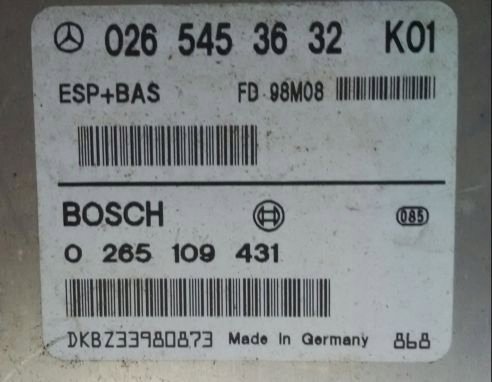 026 545 36 32 K01
ESP+BAS FD 98M08
BOSCH 085
0 265 109 431
DKBZ33980873 Made In Germany 868